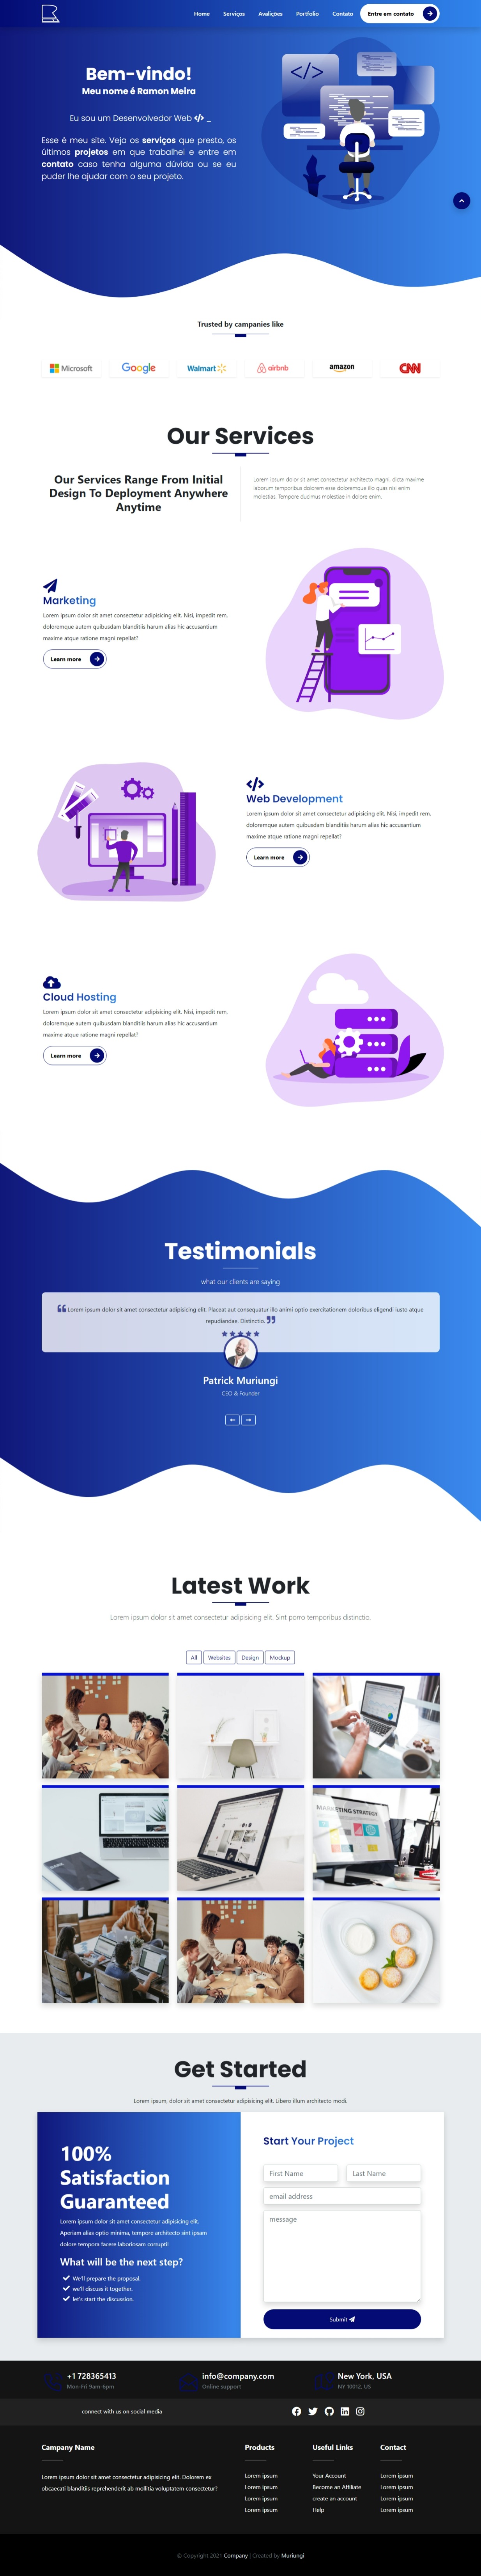 Home Serviços Avalições Portfolio Contato Entre em contato
Bem-vindo!
Meu nome é Ramon Meira
Eu sou um Desenvolvedor Web </> _
Esse é meu site. Veja os serviços que presto, os
últimos projetos em que trabalhei e entre em
contato caso tenha alguma dúvida ou se eu
puder lhe ajudar com o seu projeto.
Trusted by campanies like
Microsoft Google Walmart airbnb amazon CNN
Our Services
Our Services Range From Initial
Design To Deployment Anywhere
Anytime
Lorem ipsum dolor sit amet consectetur architecto magni, dicta maxime
laborum temporibus dolorem esse doloremque illo quas nisi enim
molestias. Tempore ducimus molestiae in dolore enim.
Marketing
Lorem ipsum dolor sit amet consectetur adipisicing elit. Nisi, impedit rem,
doloremque autem quibusdam blanditiis harum alias hic accusantium
maxime atque ratione magni repellat?
Learn more
Web Development
Lorem ipsum dolor sit amet consectetur adipisicing elit. Nisi, impedit rem,
doloremque autem quibusdam blanditiis harum alias hic accusantium
maxime atque ratione magni repellat?
Learn more
Cloud Hosting
Lorem ipsum dolor sit amet consectetur adipisicing elit. Nisi, impedit rem,
doloremque autem quibusdam blanditiis harum alias hic accusantium
maxime atque ratione magni repellat?
Learn more
Testimonials
what our clients are saying
Lorem ipsum dolor sit amet consectetur adipisicing elit. Placeat aut consequatur illo animi optio exercitationem doloribus eligendi iusto atque
repudiandae. Distinctio.
Patrick Muriungi
CEO & Founder
Latest Work
Lorem ipsum dolor sit amet consectetur adipisicing elit. Sint porro temporibus distinctio.
All Websites Design Mockup
MARKETING STRATEGY
Get Started
Lorem ipsum, dolor sit amet consectetur adipisicing elit. Libero illum architecto modi.
100%
Satisfaction
Guaranteed
Lorem ipsum dolor sit amet consectetur adipisicing elit.
Aperiam alias optio minima, tempore architecto sint ipsam
dolore tempora facere laboriosam corrupti!
What will be the next step?
We'll prepare the proposal.
we'll discuss it together.
let's start the discussion.
Start Your Project
First Name Last Name
email address
message
Submit
+1 728365413
Mon-Fri 9am-6pm
info@company.com
Online support
New York, USA
NY 10012, US
connect with us on social media
Campany Name
Lorem ipsum dolor sit amet consectetur adipisicing elit. Dolorem ex
obcaecati blanditiis reprehenderit ab mollitia voluptatem consectetur?
Products
Lorem ipsum
Lorem ipsum
Lorem ipsum
Lorem ipsum
Useful Links
Your Account
Become an Affiliate
create an account
Help
Contact
Lorem ipsum
Lorem ipsum
Lorem ipsum
Lorem ipsum
© Copyright 2021 Company | Created by Muriungi